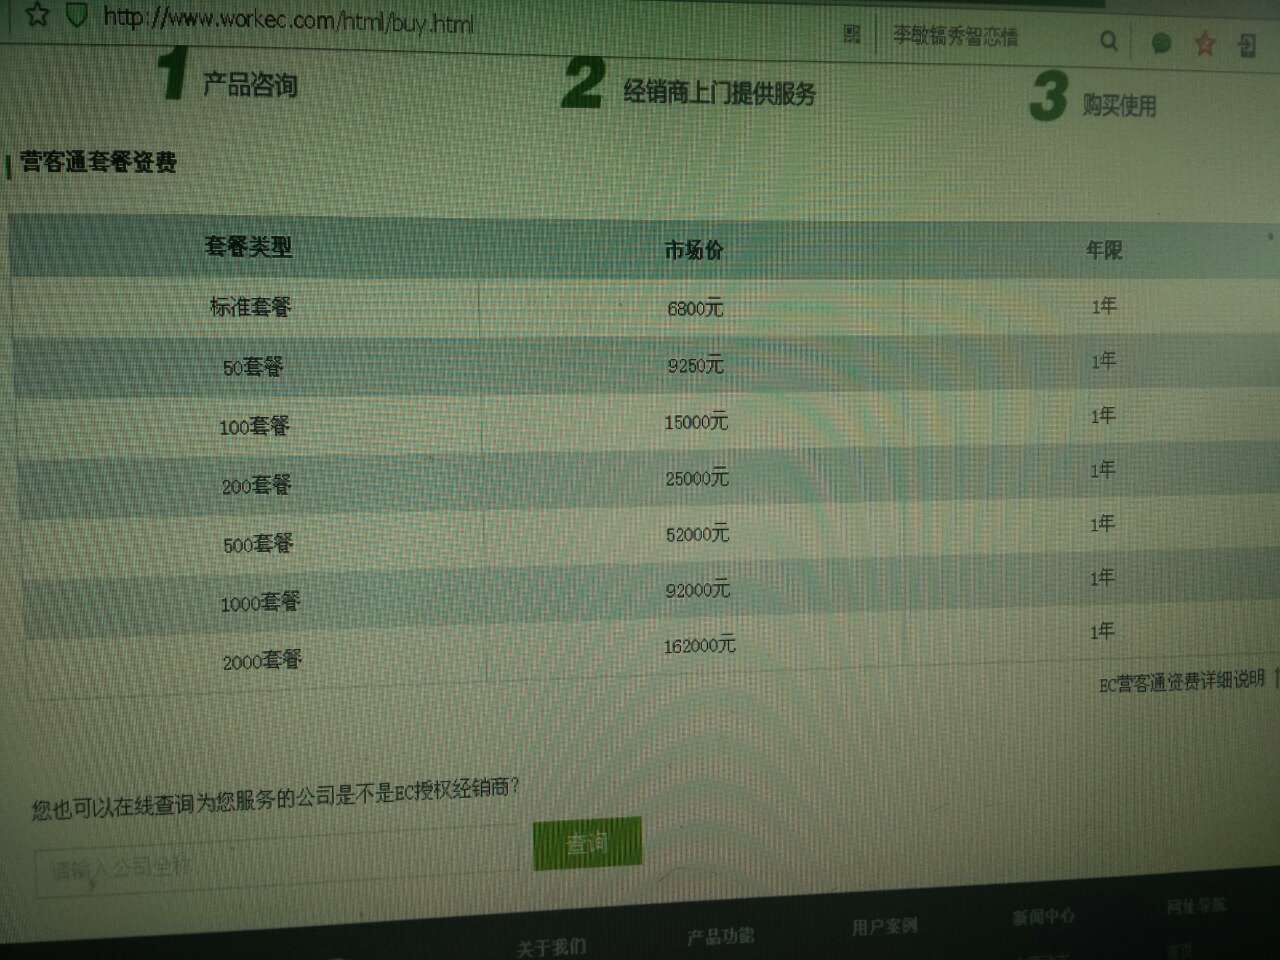 http://www.workec.com/html/buy.html
李敏镐秀智恋情
1 产品咨询
2 经销商上门提供服务
3 购买使用
营客通套餐资费
套餐类型 市场价 年限
标准套餐 6800元 1年
50套餐 9250元 1年
100套餐 15000元 1年
200套餐 25000元 1年
500套餐 52000元 1年
1000套餐 92000元 1年
2000套餐 162000元 1年
EC营客通资费详细说明
您也可以在线查询为您服务的公司是不是EC授权经销商?
请输入公司全称
查询
关于我们 产品功能 用户案例 新闻中心 网址导航